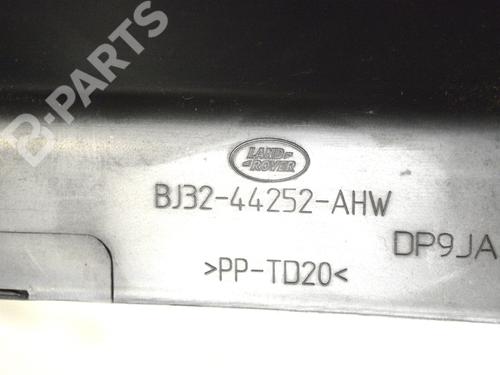 B-PARTS
LAND-
-ROVER
BJ32-44252-AHW
DP9JA
>PP-TD20<